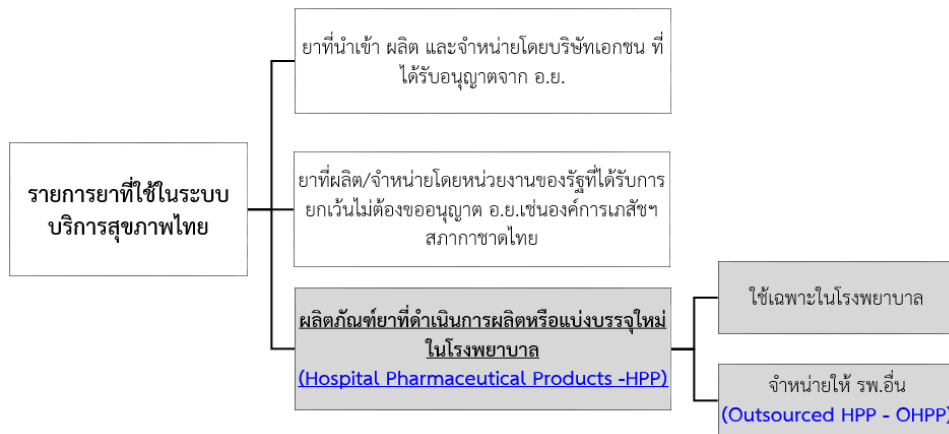 ยาที่นำเข้า ผลิต และจำหน่ายโดยบริษัทเอกชน ที่
ได้รับอนุญาตจาก อ.ย.
รายการยาที่ใช้ในระบบ
บริการสุขภาพไทย
ยาที่ผลิต/จำหน่ายโดยหน่วยงานของรัฐที่ได้รับการ
ยกเว้นไม่ต้องขออนุญาต อ.ย.เช่นองค์การเภสัชฯ
สภากาชาดไทย
ผลิตภัณฑ์ยาที่ดำเนินการผลิตหรือแบ่งบรรจุใหม่
ในโรงพยาบาล
(Hospital Pharmaceutical Products -HPP)
ใช้เฉพาะในโรงพยาบาล
จำหน่ายให้ รพ.อื่น
(Outsourced HPP - OHPP)